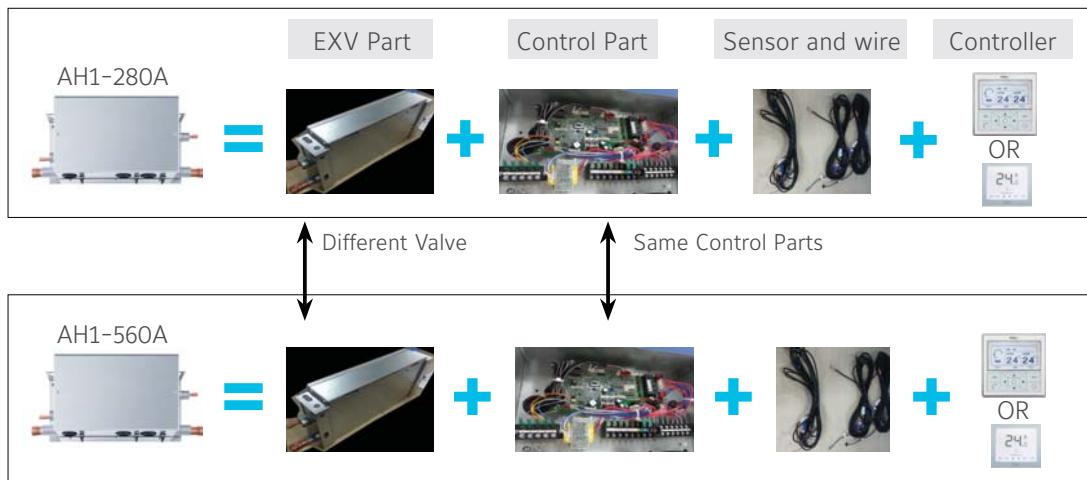 EXV Part
Control Part
Sensor and wire
Controller
AH1-280A
OR
Different Valve
Same Control Parts
AH1-560A
OR